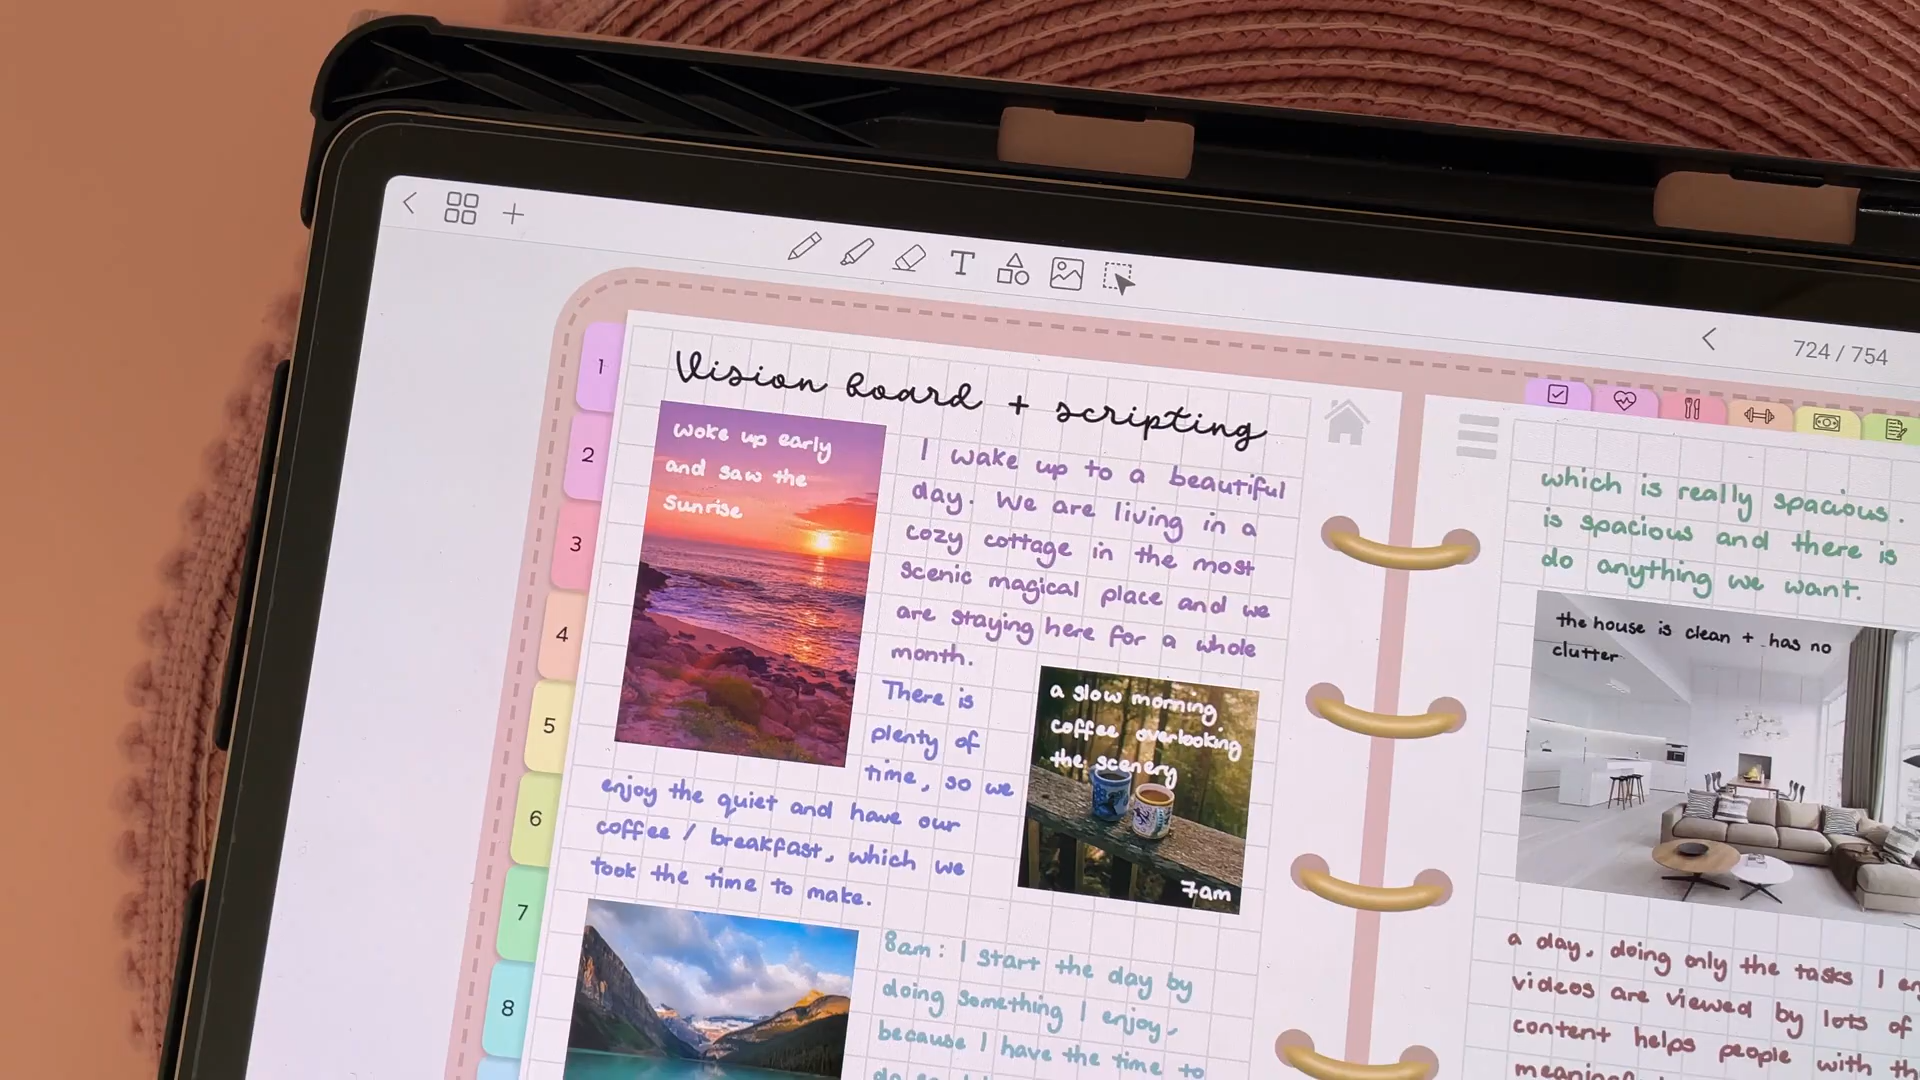 724 / 754
1
2
3
4
5
6
7
8
Vision board + scripting
woke up early
and saw the
sunrise
I wake up to a beautiful
day. We are living in a
cozy cottage in the most
scenic magical place and we
are staying here for a whole
month.
There is
plenty of
time, so we
enjoy the quiet and have our
coffee / breakfast, which we
took the time to make.
a slow morning
coffee overlooking
the scenery
7am
8am: I start the day by
doing something I enjoy,
because I have the time to
which is really spacious.
is spacious and there is
do anything we want.
the house is clean + has no
clutter
a day, doing only the tasks I
videos are viewed by lots of
content helps people with